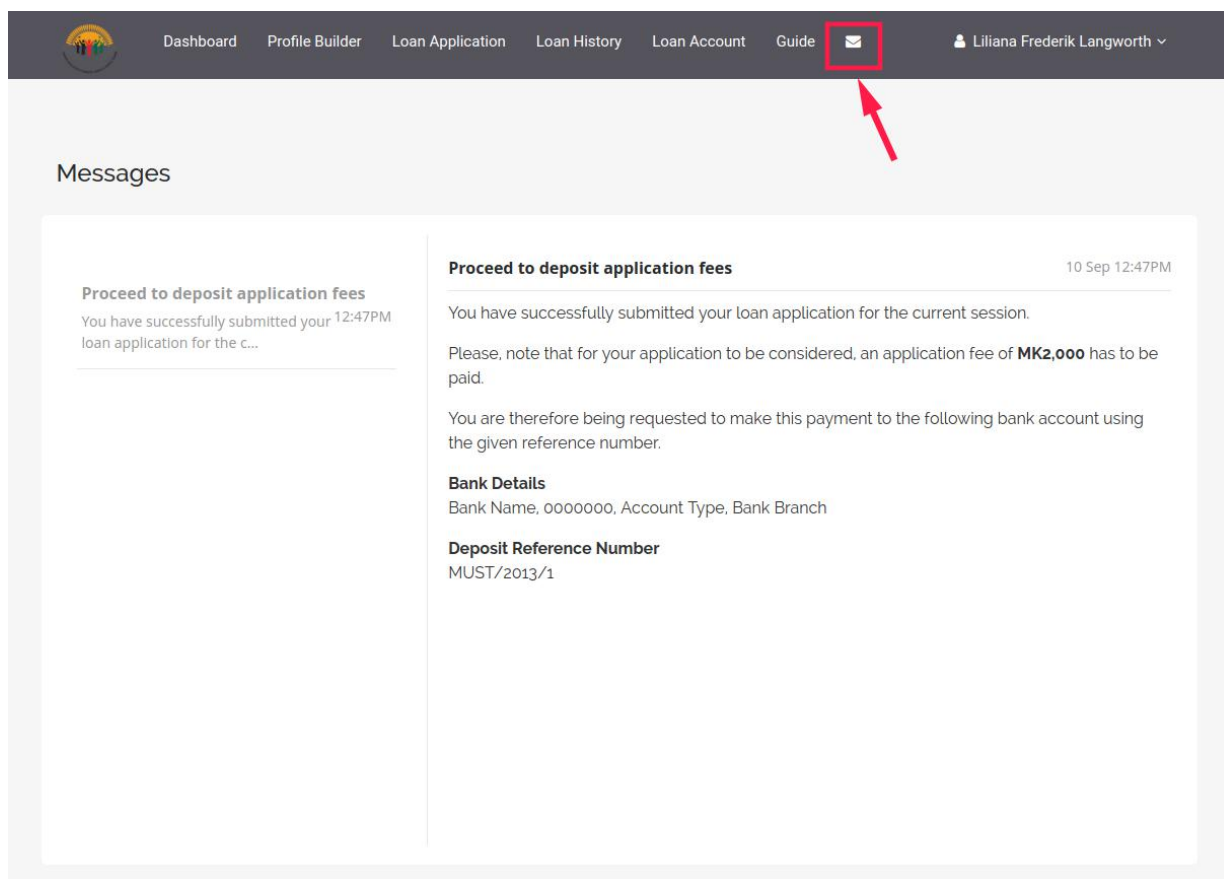 Dashboard Profile Builder Loan Application Loan History Loan Account Guide Liliana Frederik Langworth
Messages
Proceed to deposit application fees
You have successfully submitted your 12:47PM
loan application for the c...
Proceed to deposit application fees 10 Sep 12:47PM
You have successfully submitted your loan application for the current session.
Please, note that for your application to be considered, an application fee of MK2,000 has to be
paid.
You are therefore being requested to make this payment to the following bank account using
the given reference number.
Bank Details
Bank Name, 0000000, Account Type, Bank Branch
Deposit Reference Number
MUST/2013/1